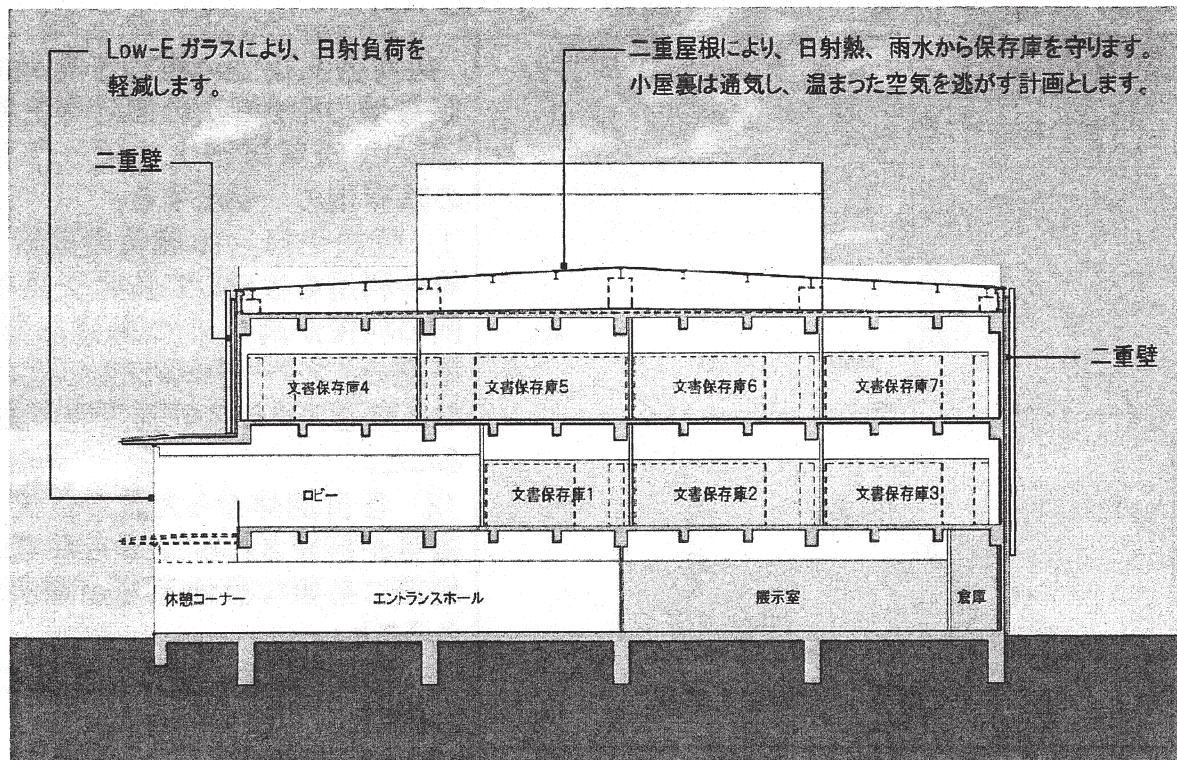 Low-E ガラスにより、日射負荷を
軽減します。
二重屋根により、日射熱、雨水から保存庫を守ります。
小屋裏は通気し、温まった空気を逃がす計画とします。
二重壁
二重壁
文書保存庫4
文書保存庫5
文書保存庫6
文書保存庫7
ロビー
文書保存庫1
文書保存庫2
文書保存庫3
休憩コーナー
エントランスホール
展示室
倉庫